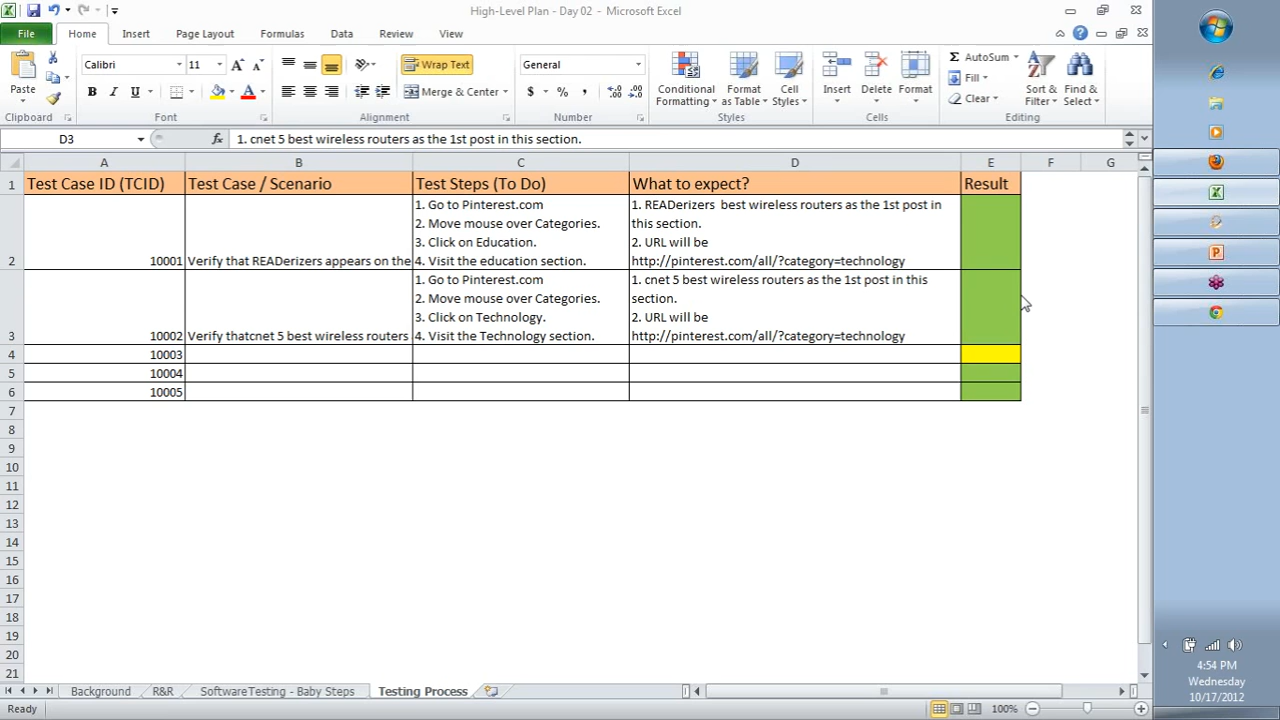 High-Level Plan - Day 02 - Microsoft Excel
File Home Insert Page Layout Formulas Data Review View
Calibri 11 Wrap Text General AutoSum
Paste Conditional Formatting Format as Table Cell Styles Insert Delete Format Fill Sort & Filter Find & Select
B I U Merge & Center $ % , Clear
Clipboard Font Alignment Number Styles Cells Editing
D3 fx 1. cnet 5 best wireless routers as the 1st post in this section.
A B C D E F G
1 Test Case ID (TCID) Test Case / Scenario Test Steps (To Do) What to expect? Result
1. Go to Pinterest.com 1. READerizers best wireless routers as the 1st post in
2. Move mouse over Categories. this section.
3. Click on Education. 2. URL will be
2 10001 Verify that READerizers appears on the 4. Visit the education section. http://pinterest.com/all/?category=technology
1. Go to Pinterest.com 1. cnet 5 best wireless routers as the 1st post in this
2. Move mouse over Categories. section.
3. Click on Technology. 2. URL will be
3 10002 Verify thatcnet 5 best wireless routers 4. Visit the Technology section. http://pinterest.com/all/?category=technology
4 10003
5 10004
6 10005
7
8
9
10
11
12
13
14
15
16
17
18
19
20
21
Background R&R SoftwareTesting - Baby Steps Testing Process
Ready 100%
4:54 PM
Wednesday
10/17/2012